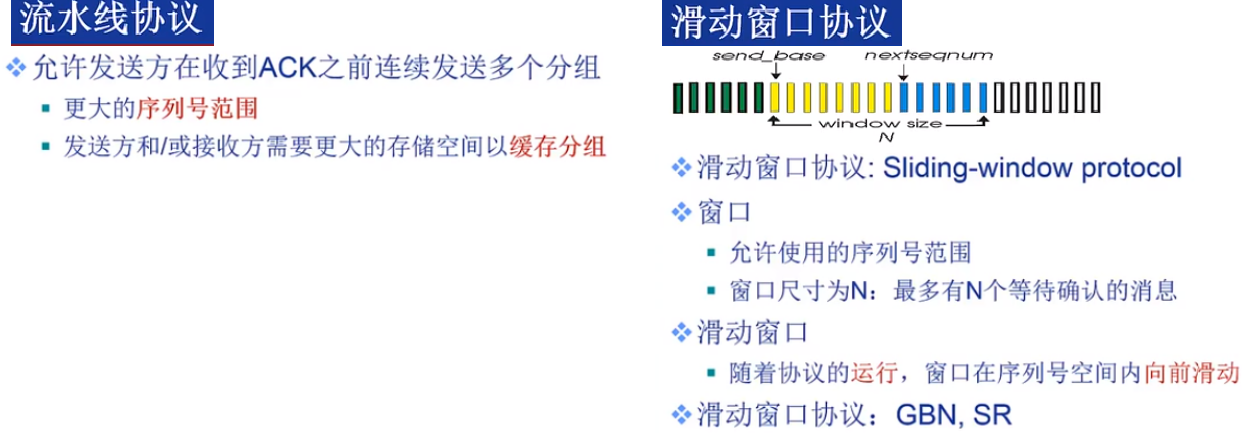 流水线协议
允许发送方在收到ACK之前连续发送多个分组
更大的序列号范围
发送方和/或接收方需要更大的存储空间以缓存分组
滑动窗口协议
send_base nextseqnum
window size
N
滑动窗口协议: Sliding-window protocol
窗口
允许使用的序列号范围
窗口尺寸为N：最多有N个等待确认的消息
滑动窗口
随着协议的运行，窗口在序列号空间内向前滑动
滑动窗口协议：GBN, SR